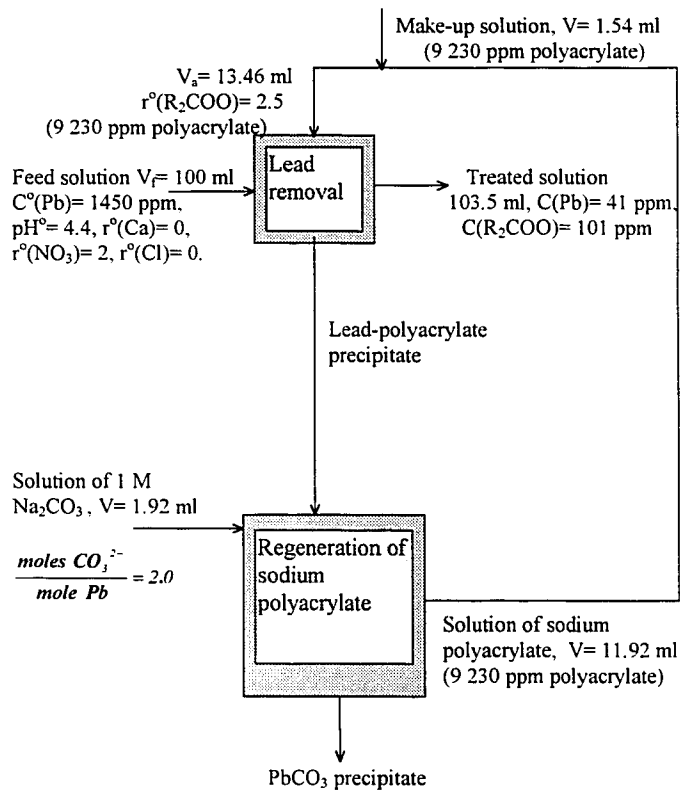 Make-up solution, V= 1.54 ml
(9 230 ppm polyacrylate)
Vₐ= 13.46 ml
r°(R₂COO)= 2.5
(9 230 ppm polyacrylate)
Feed solution V_f= 100 ml
C°(Pb)= 1450 ppm,
pH°= 4.4, r°(Ca)= 0,
r°(NO₃)= 2, r°(Cl)= 0.
Lead
removal
Treated solution
103.5 ml, C(Pb)= 41 ppm,
C(R₂COO)= 101 ppm
Lead-polyacrylate
precipitate
Solution of 1 M
Na₂CO₃, V= 1.92 ml
moles CO₃²⁻
mole Pb
= 2.0
Regeneration of
sodium
polyacrylate
Solution of sodium
polyacrylate, V= 11.92 ml
(9 230 ppm polyacrylate)
PbCO₃ precipitate